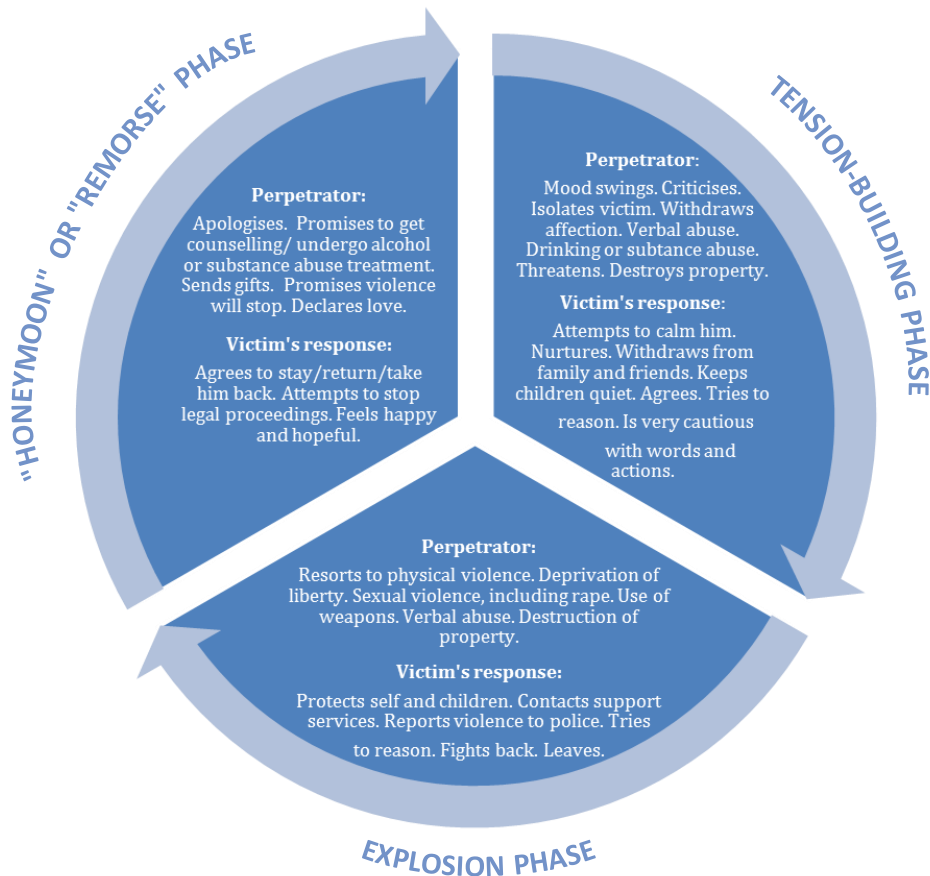 "HONEYMOON" OR "REMORSE" PHASE
Perpetrator:
Apologises. Promises to get
counselling/ undergo alcohol
or substance abuse treatment.
Sends gifts. Promises violence
will stop. Declares love.
Victim's response:
Agrees to stay/return/take
him back. Attempts to stop
legal proceedings. Feels happy
and hopeful.
TENSION-BUILDING PHASE
Perpetrator:
Mood swings. Criticises.
Isolates victim. Withdraws
affection. Verbal abuse.
Drinking or subtance abuse.
Threatens. Destroys property.
Victim's response:
Attempts to calm him.
Nurtures. Withdraws from
family and friends. Keeps
children quiet. Agrees. Tries to
reason. Is very cautious
with words and
actions.
Perpetrator:
Resorts to physical violence. Deprivation of
liberty. Sexual violence, including rape. Use of
weapons. Verbal abuse. Destruction of
property.
Victim's response:
Protects self and children. Contacts support
services. Reports violence to police. Tries
to reason. Fights back. Leaves.
EXPLOSION PHASE